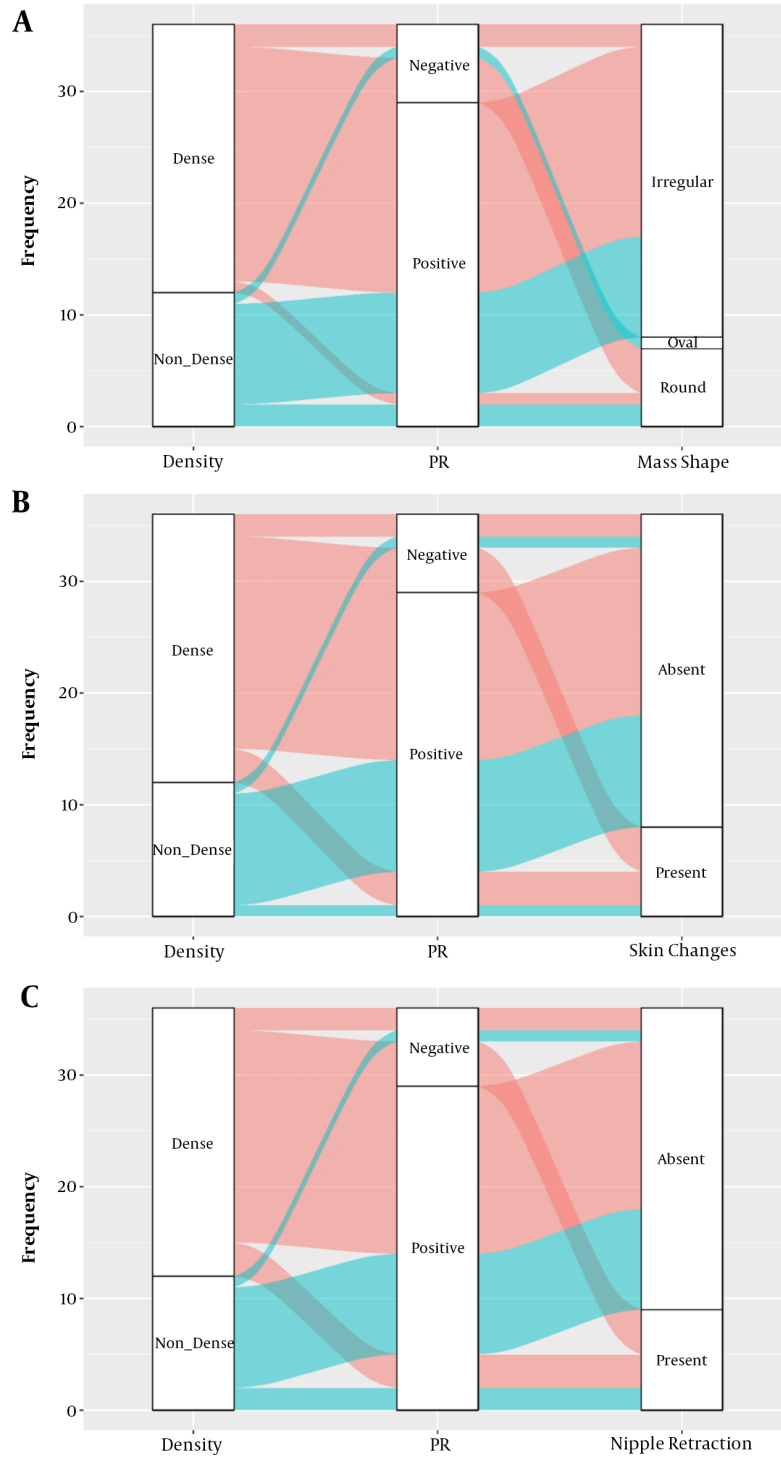 A
Frequency
30
20
10
0
Dense
Non_Dense
Negative
Positive
Irregular
Oval
Round
Density
PR
Mass Shape
B
Frequency
30
20
10
0
Dense
Non_Dense
Negative
Positive
Absent
Present
Density
PR
Skin Changes
C
Frequency
30
20
10
0
Dense
Non_Dense
Negative
Positive
Absent
Present
Density
PR
Nipple Retraction